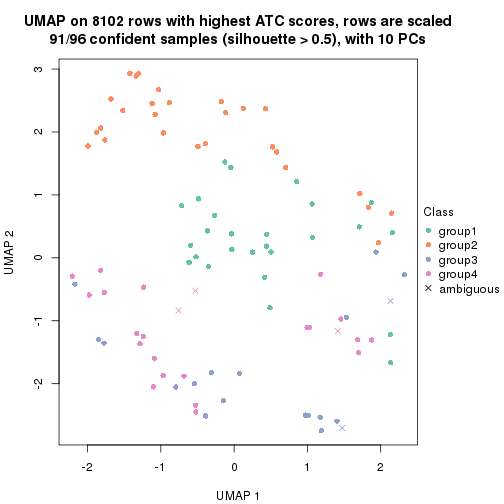 UMAP on 8102 rows with highest ATC scores, rows are scaled
91/96 confident samples (silhouette > 0.5), with 10 PCs
3
2
1
0
-1
-2
UMAP 2
-2
-1
0
1
2
UMAP 1
Class
group1
group2
group3
group4
ambiguous